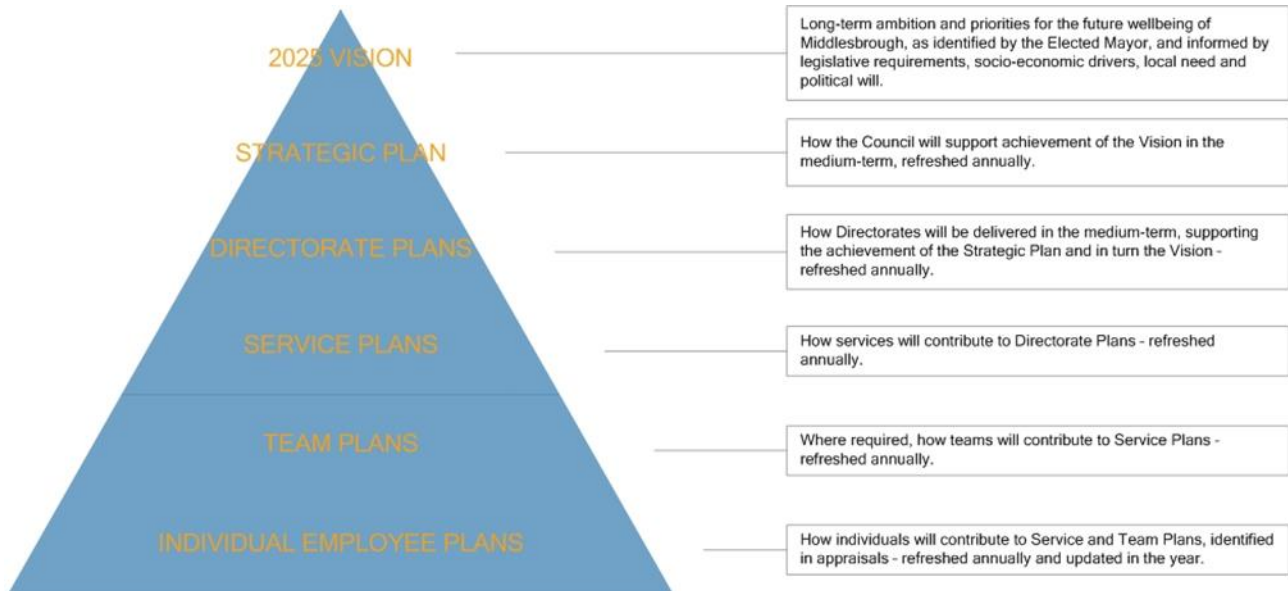 2025 VISION
Long-term ambition and priorities for the future wellbeing of
Middlesbrough, as identified by the Elected Mayor, and informed by
legislative requirements, socio-economic drivers, local need and
political will.
STRATEGIC PLAN
How the Council will support achievement of the Vision in the
medium-term, refreshed annually.
DIRECTORATE PLANS
How Directorates will be delivered in the medium-term, supporting
the achievement of the Strategic Plan and in turn the Vision -
refreshed annually.
SERVICE PLANS
How services will contribute to Directorate Plans - refreshed
annually.
TEAM PLANS
Where required, how teams will contribute to Service Plans -
refreshed annually.
INDIVIDUAL EMPLOYEE PLANS
How individuals will contribute to Service and Team Plans, identified
in appraisals - refreshed annually and updated in the year.